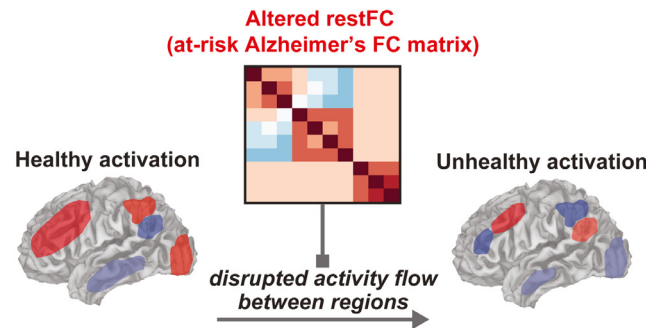 Altered restFC
(at-risk Alzheimer's FC matrix)
Healthy activation
Unhealthy activation
disrupted activity flow
between regions